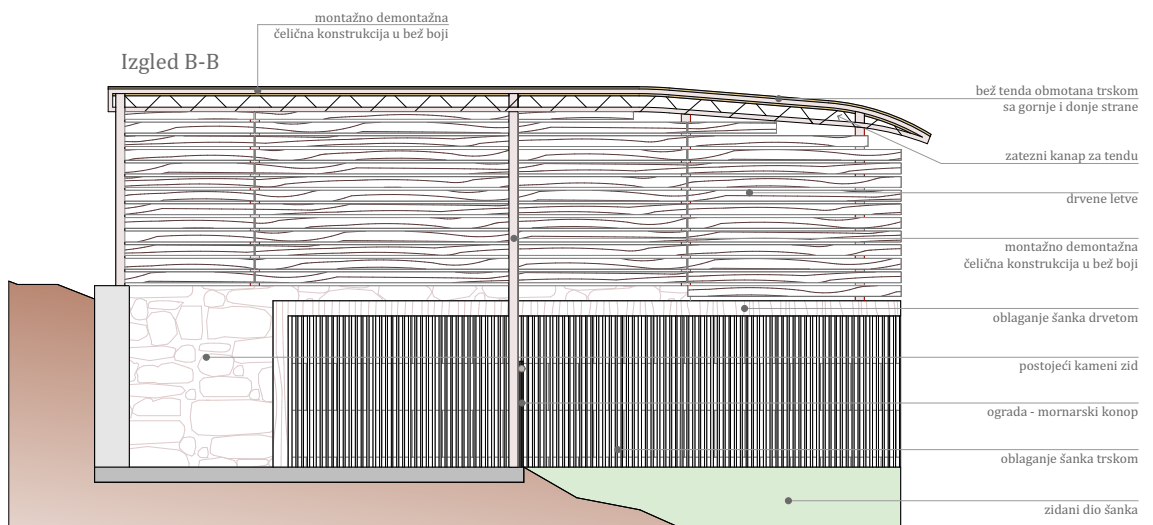 montažno demontažna
čelična konstrukcija u bež boji
Izgled B-B
bež tenda obmotana trskom
sa gornje i donje strane
zatezni kanap za tendu
drvene letve
montažno demontažna
čelična konstrukcija u bež boji
oblaganje šanka drvetom
postojeći kameni zid
ograda - mornarski konop
oblaganje šanka trskom
zidani dio šanka